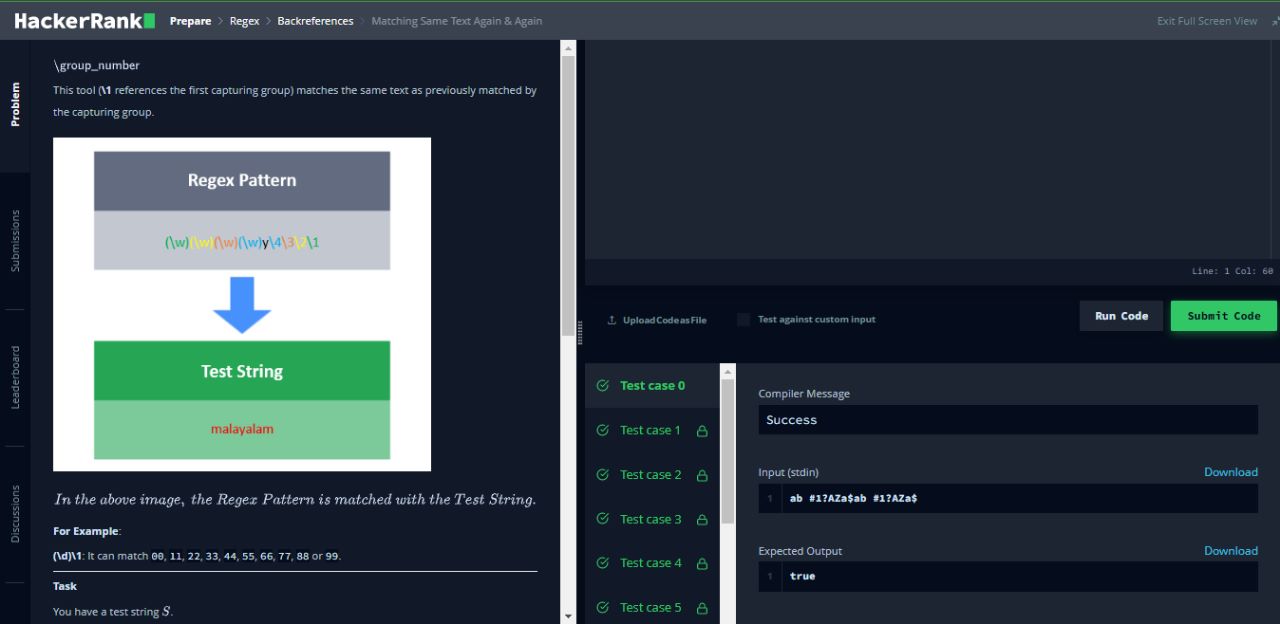 HackerRank Prepare > Regex > Backreferences > Matching Same Text Again & Again Exit Full Screen View
Problem
Submissions
Leaderboard
Discussions
\group_number
This tool (\1 references the first capturing group) matches the same text as previously matched by
the capturing group.
Regex Pattern
(\w)(\w)(\w)(\w)y\4\3\2\1
Test String
malayalam
In the above image, the Regex Pattern is matched with the Test String.
For Example:
(\d)\1: It can match 00, 11, 22, 33, 44, 55, 66, 77, 88 or 99.
Task
You have a test string S.
Line: 1 Col: 60
Upload Code as File Test against custom input Run Code Submit Code
Test case 0
Test case 1
Test case 2
Test case 3
Test case 4
Test case 5
Compiler Message
Success
Input (stdin) Download
1 ab #1?AZa$ab #1?AZa$
Expected Output Download
1 true